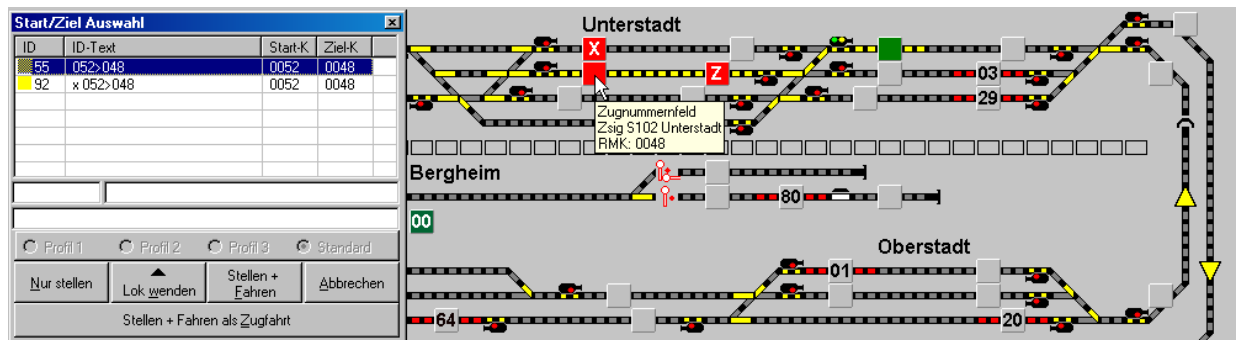 Start/Ziel Auswahl
ID ID-Text Start-K Ziel-K
55 052>048 0052 0048
92 x 052>048 0052 0048
Profil 1 Profil 2 Profil 3 Standard
Nur stellen Lok wenden Stellen + Fahren Abbrechen
Stellen + Fahren als Zugfahrt
Unterstadt
X
Z
03
29
Zugnummernfeld
Zsig S102 Unterstadt
RMK: 0048
Bergheim
80
00
Oberstadt
01
64
20